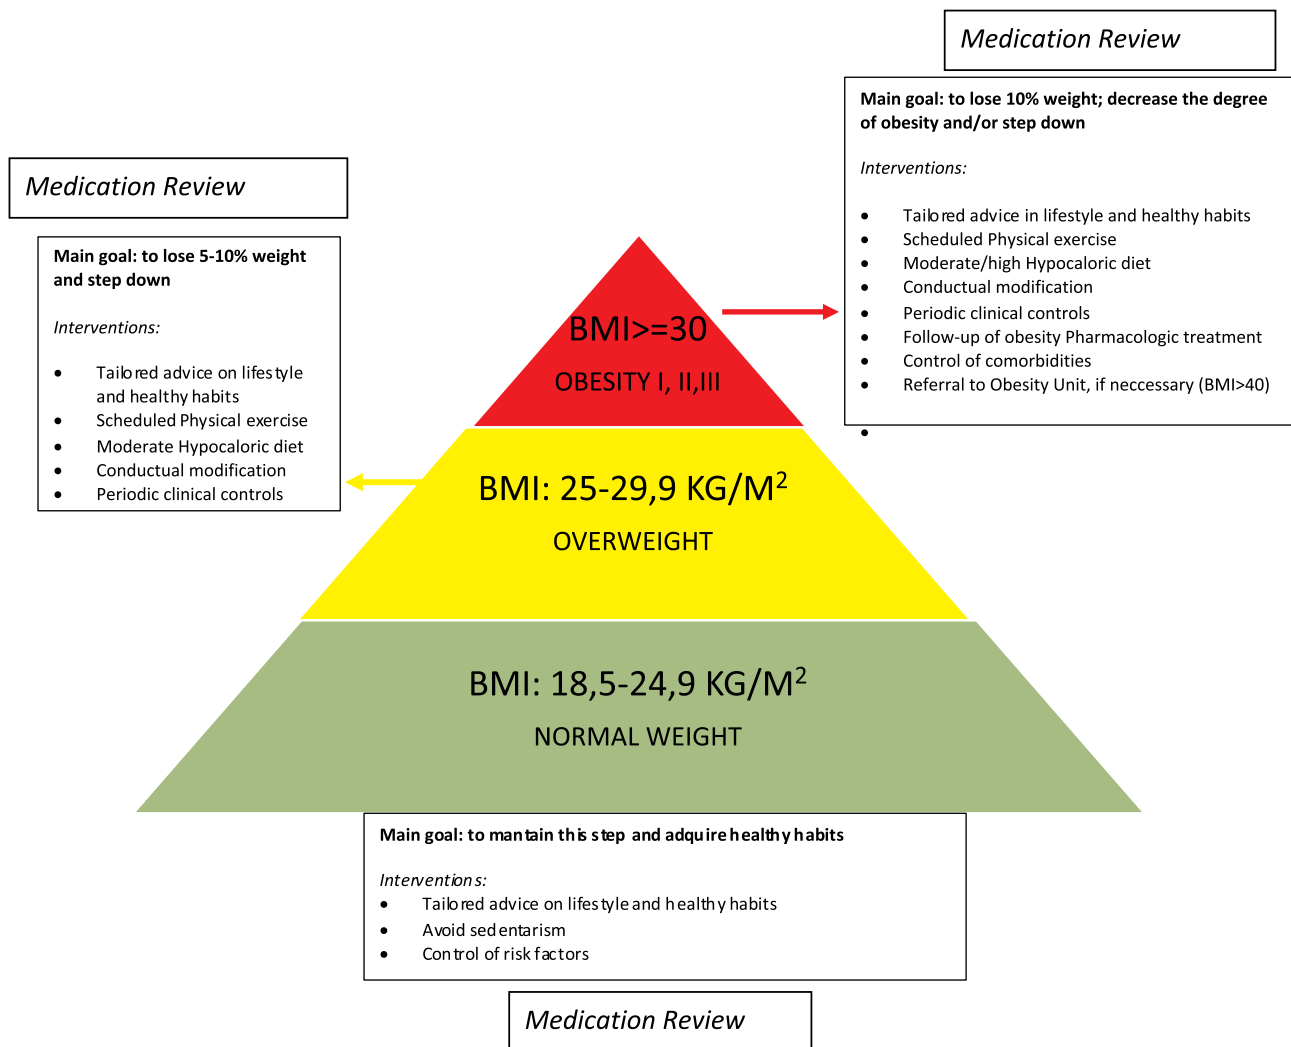 Medication Review
Main goal: to lose 10% weight; decrease the degree
of obesity and/or step down
Interventions:
• Tailored advice in lifestyle and healthy habits
• Scheduled Physical exercise
• Moderate/high Hypocaloric diet
• Conductual modification
• Periodic clinical controls
• Follow-up of obesity Pharmacologic treatment
• Control of comorbidities
• Referral to Obesity Unit, if neccessary (BMI>40)
•
Medication Review
Main goal: to lose 5-10% weight
and step down
Interventions:
• Tailored advice on lifestyle
and healthy habits
• Scheduled Physical exercise
• Moderate Hypocaloric diet
• Conductual modification
• Periodic clinical controls
BMI>=30
OBESITY I, II,III
BMI: 25-29,9 KG/M²
OVERWEIGHT
BMI: 18,5-24,9 KG/M²
NORMAL WEIGHT
Main goal: to mantain this step and adquire healthy habits
Interventions:
• Tailored advice on lifestyle and healthy habits
• Avoid sedentarism
• Control of risk factors
Medication Review